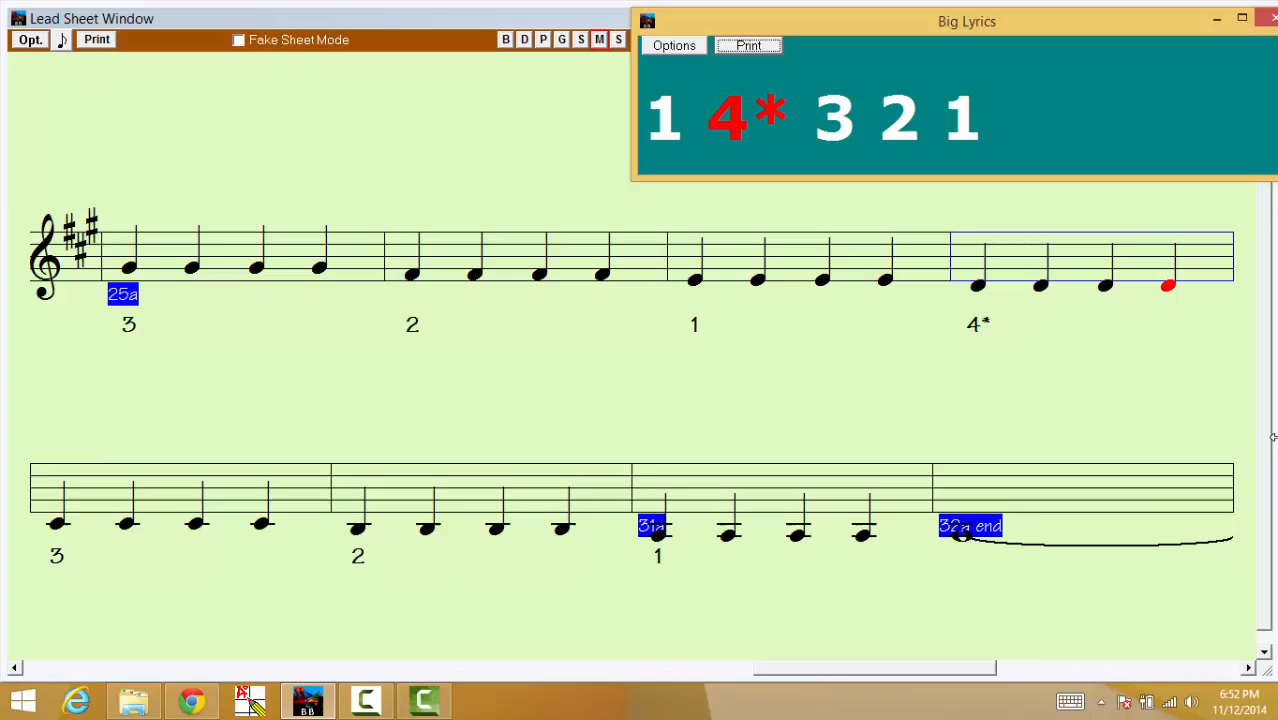 Lead Sheet Window
Big Lyrics
Opt. Print Fake Sheet Mode B D P G S M S
Options Print
1 4* 3 2 1
25a
3 2 1 4*
31a 32a end
3 2 1
BB
6:52 PM
11/12/2014